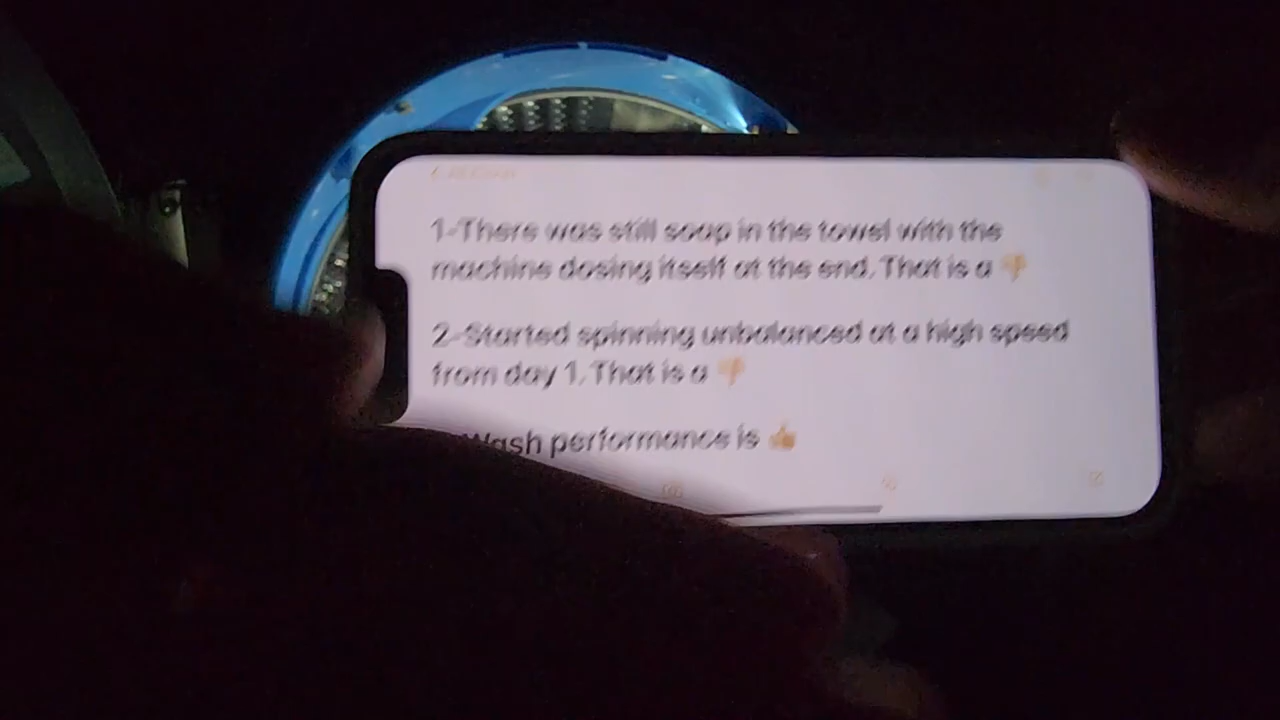 1-There was still soap in the towel with the
machine dosing itself at the end. That is a 👎
2-Started spinning unbalanced at a high speed
from day 1. That is a 👎
Wash performance is 👍